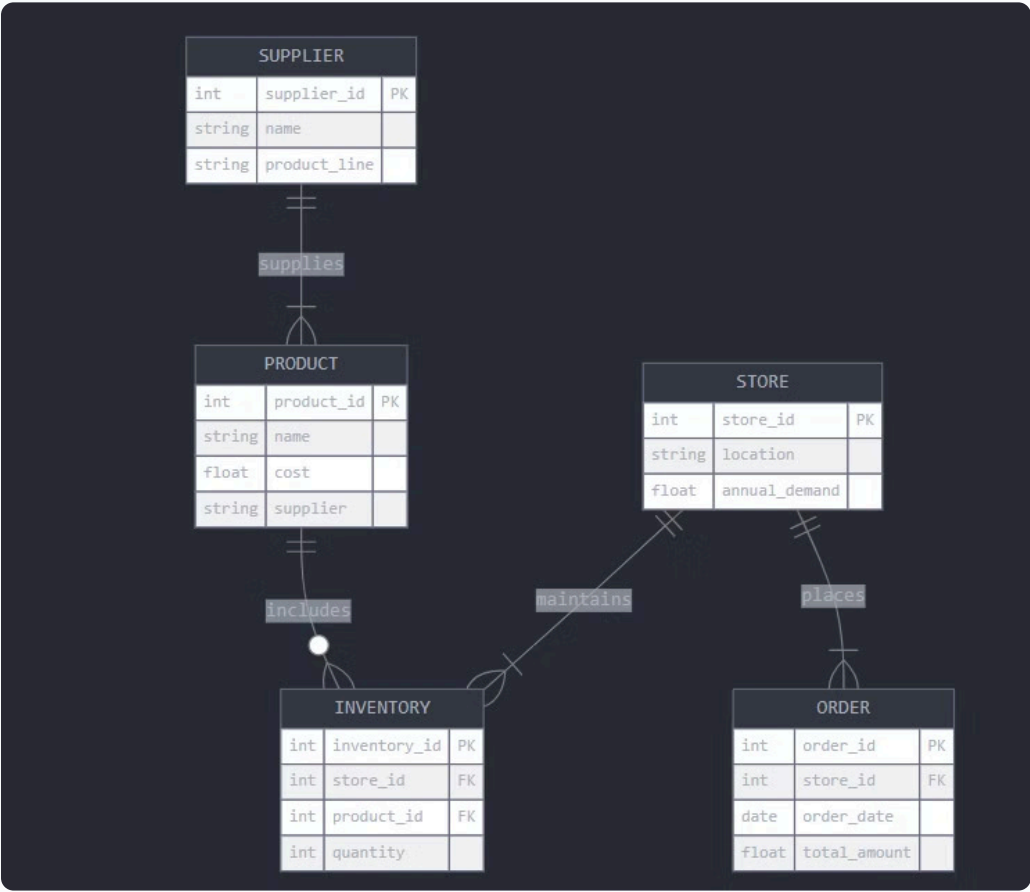 SUPPLIER
int supplier_id PK
string name
string product_line
supplies
PRODUCT
int product_id PK
string name
float cost
string supplier
STORE
int store_id PK
string location
float annual_demand
includes
maintains
places
INVENTORY
int inventory_id PK
int store_id FK
int product_id FK
int quantity
ORDER
int order_id PK
int store_id FK
date order_date
float total_amount